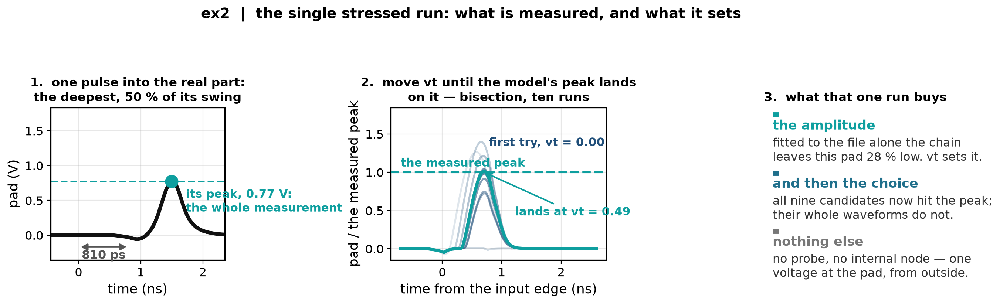 ex2 | the single stressed run: what is measured, and what it sets
1. one pulse into the real part:
the deepest, 50 % of its swing
pad (V)
1.5
1.0
0.5
0.0
its peak, 0.77 V:
the whole measurement
810 ps
0 1 2
time (ns)
2. move vt until the model's peak lands
on it — bisection, ten runs
pad / the measured peak
1.5
1.0
0.5
0.0
first try, vt = 0.00
the measured peak
lands at vt = 0.49
0 1 2
time from the input edge (ns)
3. what that one run buys
the amplitude
fitted to the file alone the chain
leaves this pad 28 % low. vt sets it.
and then the choice
all nine candidates now hit the peak;
their whole waveforms do not.
nothing else
no probe, no internal node — one
voltage at the pad, from outside.